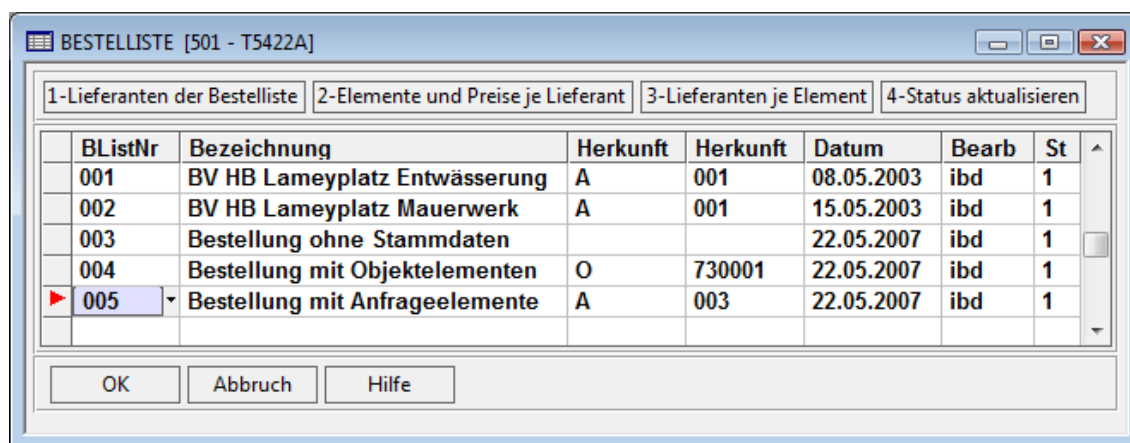 BESTELLISTE [501 - T5422A]
1-Lieferanten der Bestelliste 2-Elemente und Preise je Lieferant 3-Lieferanten je Element 4-Status aktualisieren
BListNr Bezeichnung Herkunft Herkunft Datum Bearb St
001 BV HB Lameyplatz Entwässerung A 001 08.05.2003 ibd 1
002 BV HB Lameyplatz Mauerwerk A 001 15.05.2003 ibd 1
003 Bestellung ohne Stammdaten 22.05.2007 ibd 1
004 Bestellung mit Objektelementen O 730001 22.05.2007 ibd 1
005 Bestellung mit Anfrageelemente A 003 22.05.2007 ibd 1
OK Abbruch Hilfe